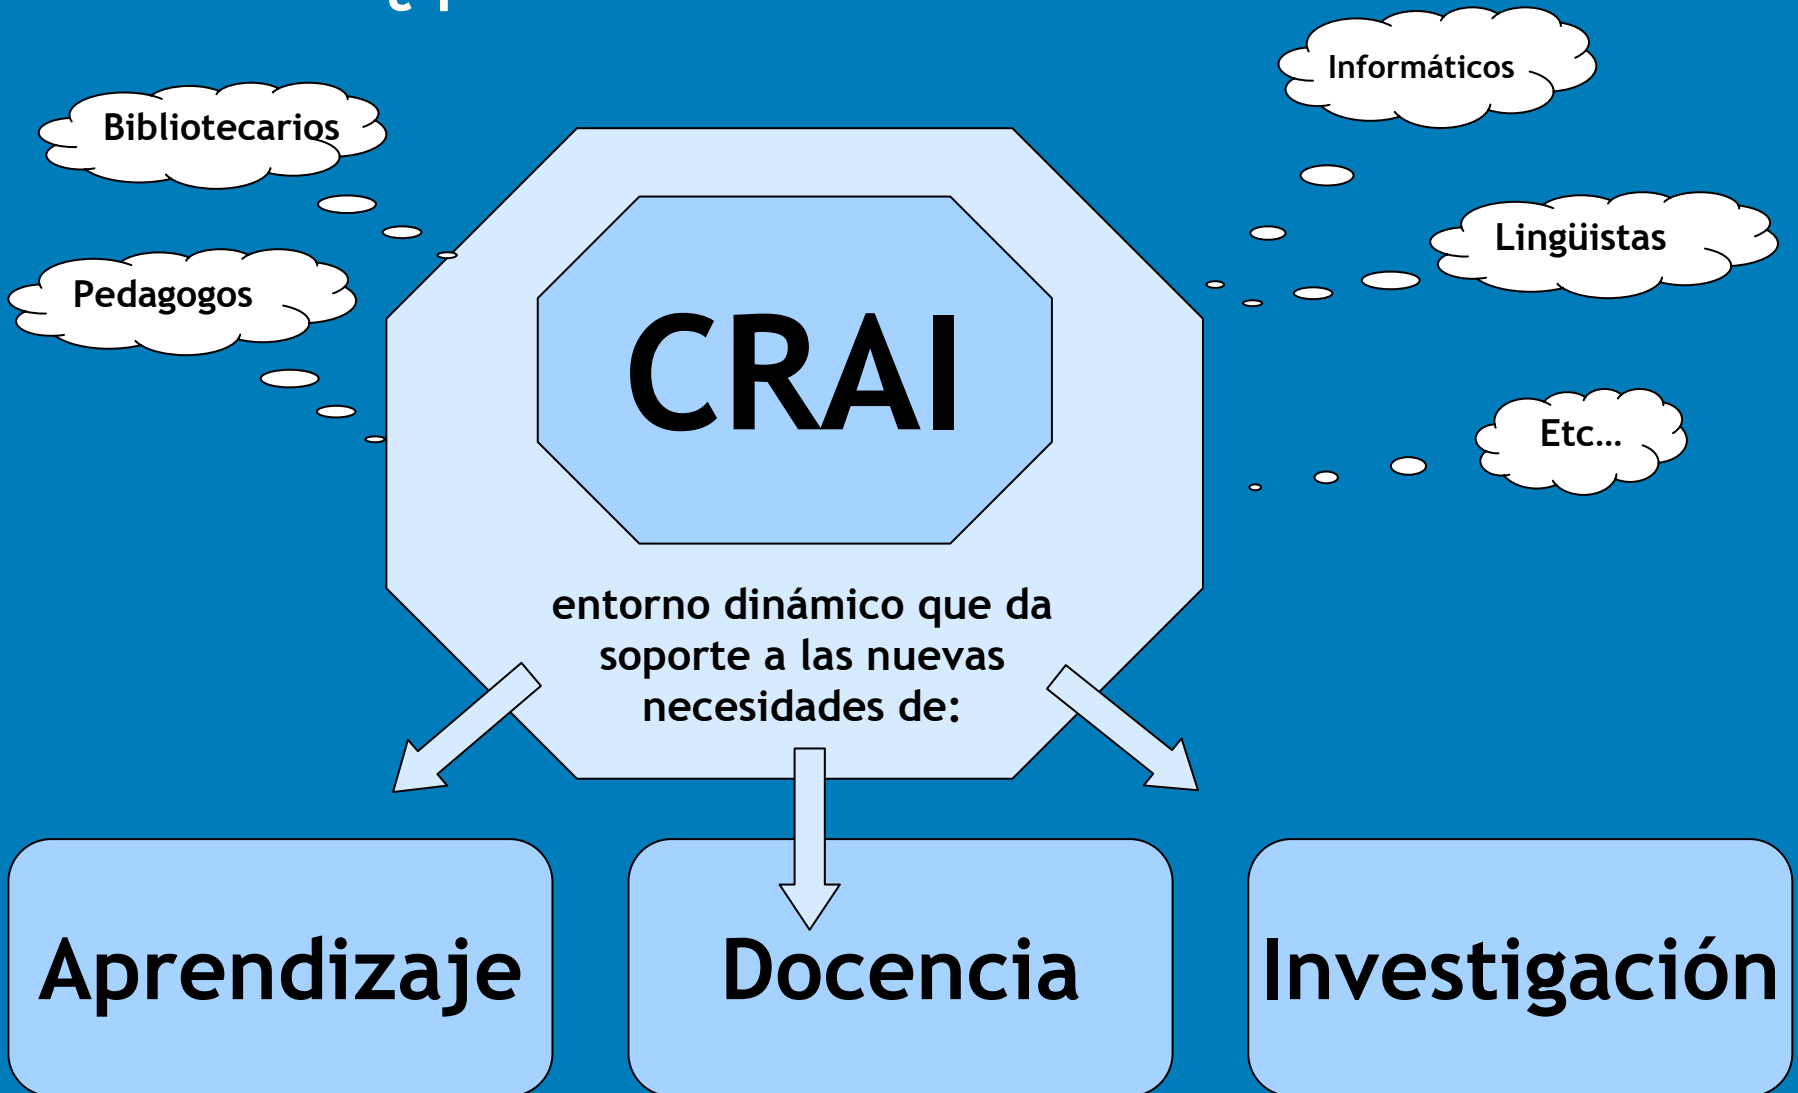 Informáticos
Bibliotecarios
Lingüistas
Pedagogos
CRAI
Etc...
entorno dinámico que da
soporte a las nuevas
necesidades de:
Aprendizaje
Docencia
Investigación